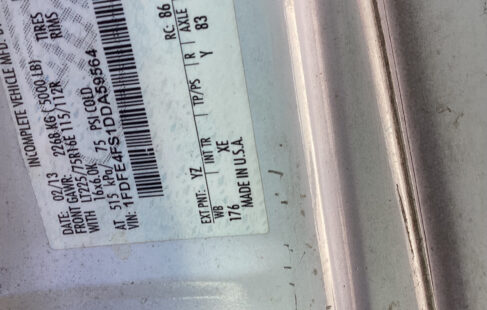 INCOMPLETE VEHICLE MFD.
DATE: 02/13
FRONT GAWR: 2268 KG (5000 LB)
WITH LT225/75R16E 115/112R TIRES
16x6.0K RIMS
AT 515 kPa/ 75 PSI COLD
VIN: 1FDFE4FS1DDA59564
EXT PNT: YZ RC: 86
WB INT TR TP/PS R AXLE
176 XE Y 83
MADE IN U.S.A.